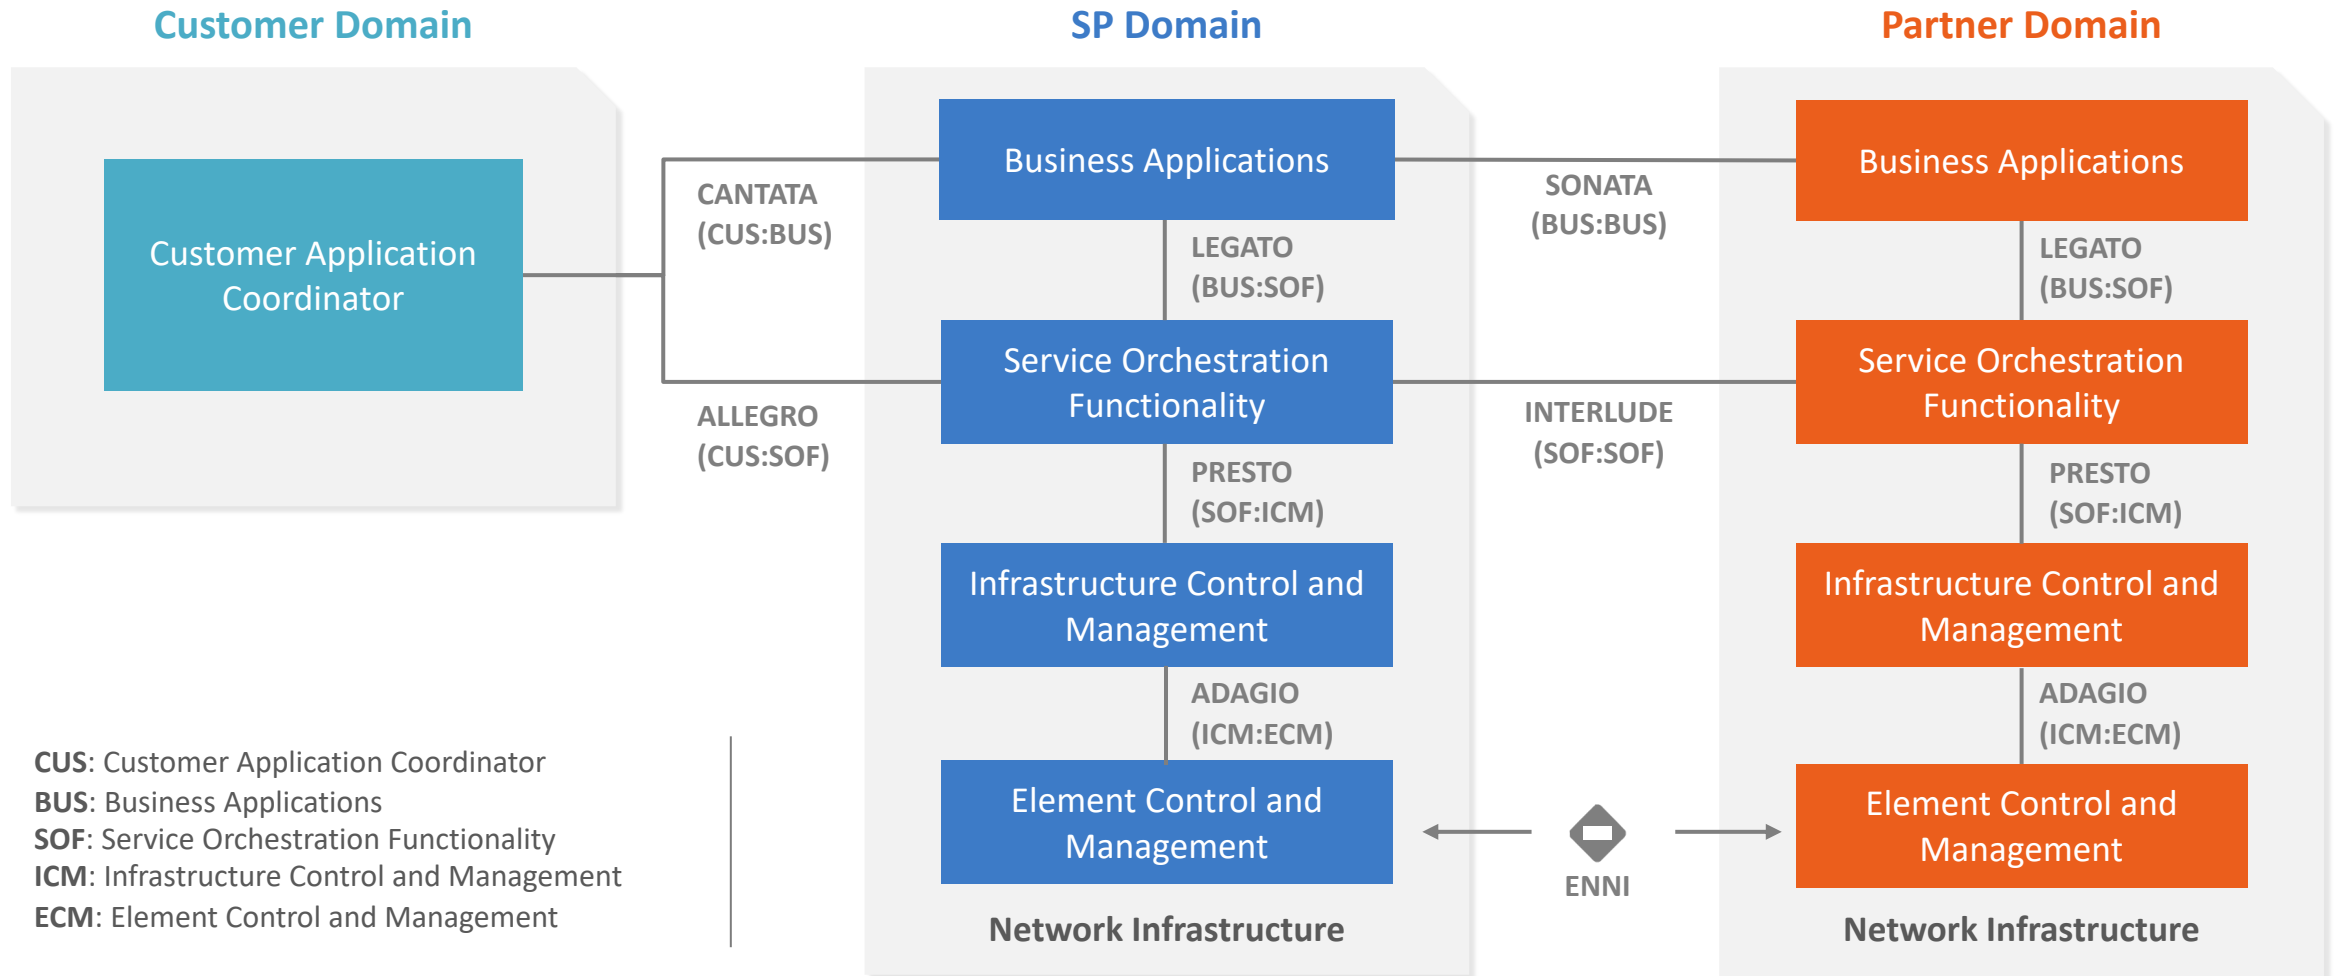 Customer Domain
SP Domain
Partner Domain
Customer Application
Coordinator
CANTATA
(CUS:BUS)
ALLEGRO
(CUS:SOF)
Business Applications
LEGATO
(BUS:SOF)
Service Orchestration
Functionality
PRESTO
(SOF:ICM)
Infrastructure Control and
Management
ADAGIO
(ICM:ECM)
Element Control and
Management
Network Infrastructure
SONATA
(BUS:BUS)
INTERLUDE
(SOF:SOF)
ENNI
Business Applications
LEGATO
(BUS:SOF)
Service Orchestration
Functionality
PRESTO
(SOF:ICM)
Infrastructure Control and
Management
ADAGIO
(ICM:ECM)
Element Control and
Management
Network Infrastructure
CUS: Customer Application Coordinator
BUS: Business Applications
SOF: Service Orchestration Functionality
ICM: Infrastructure Control and Management
ECM: Element Control and Management